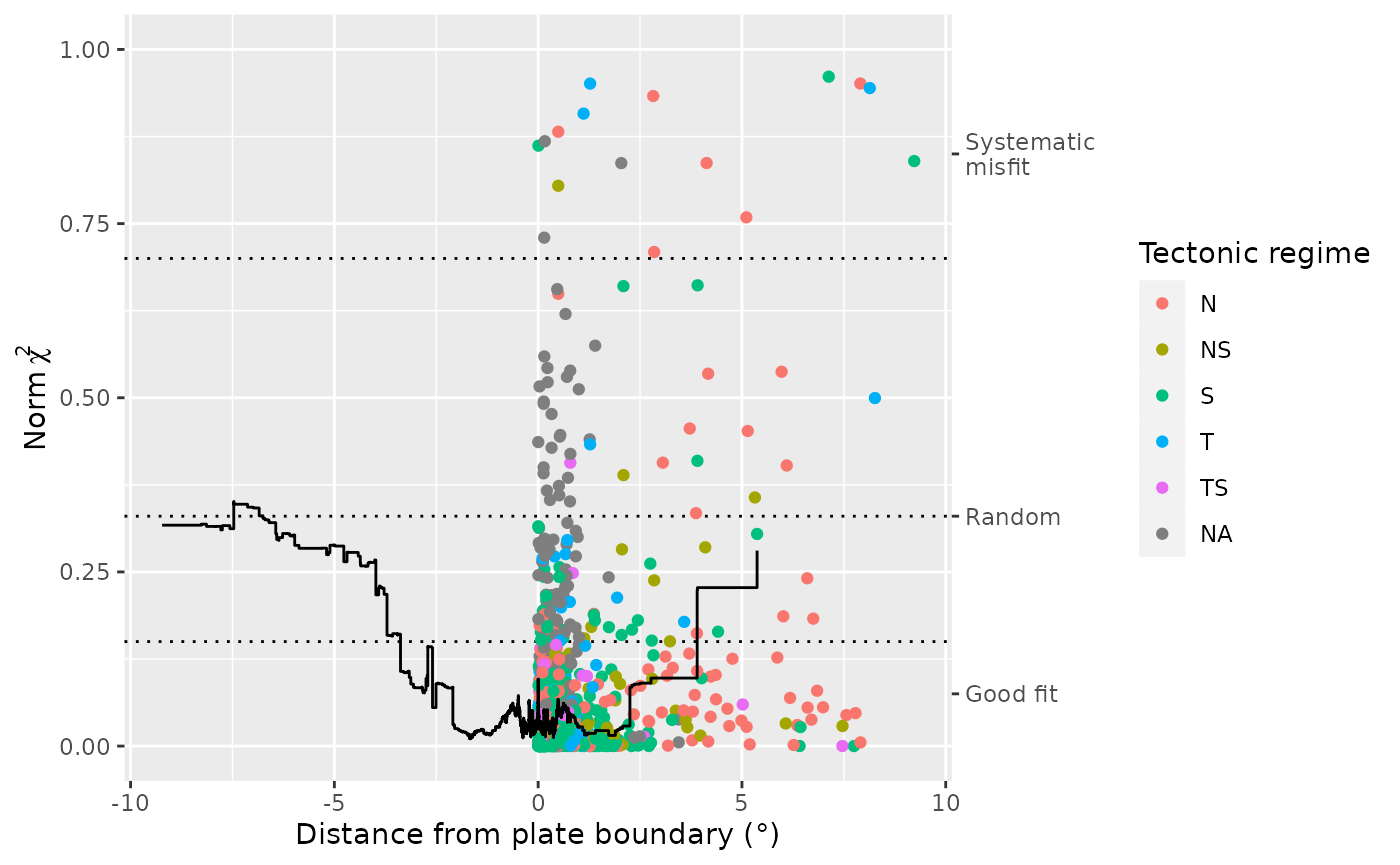 1.00
0.75
0.50
0.25
0.00
Norm χ²
-10
-5
0
5
10
Distance from plate boundary (°)
Systematic
misfit
Random
Good fit
Tectonic regime
N
NS
S
T
TS
NA